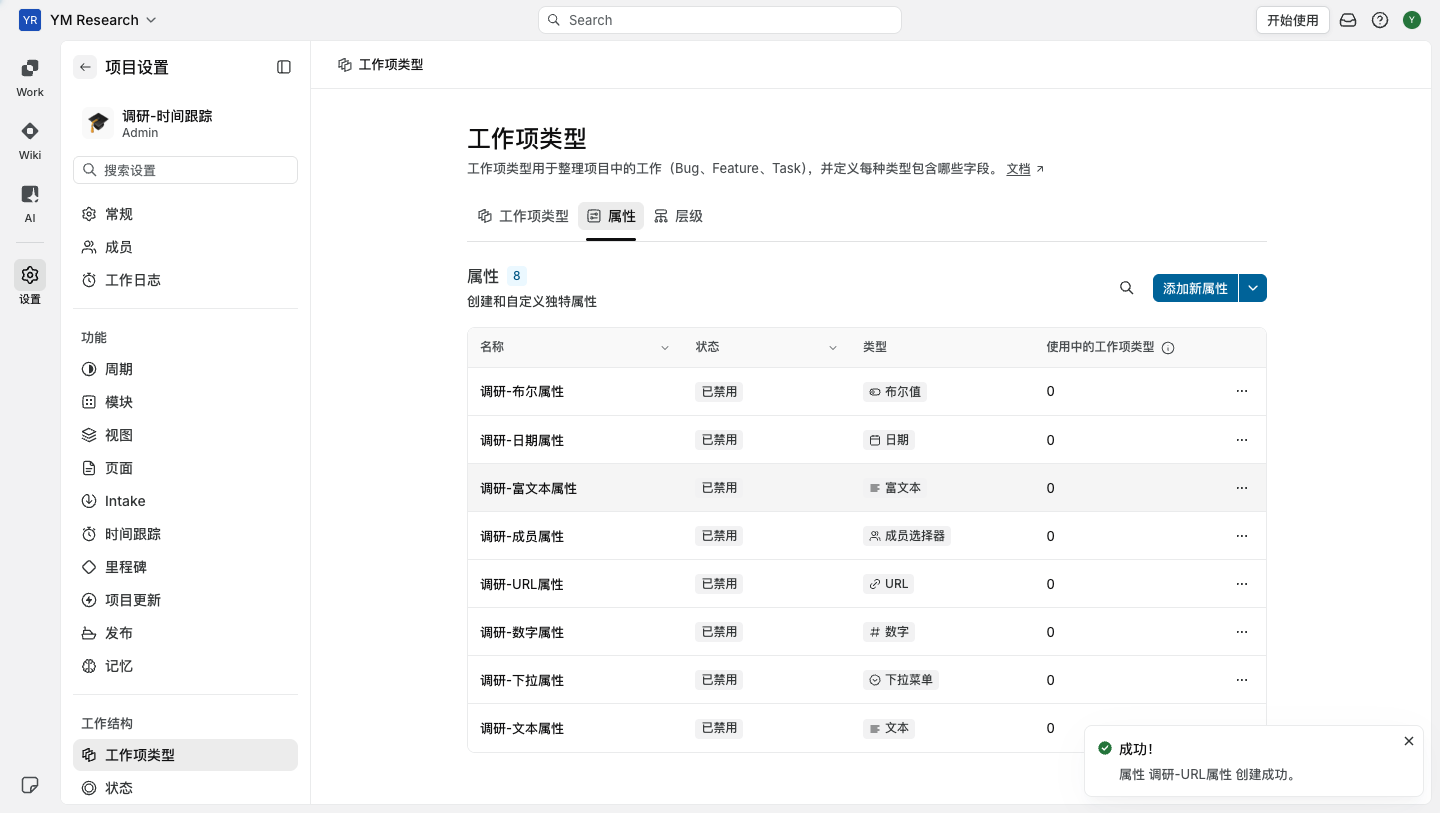 YR YM Research
Search
开始使用
Y
Work
Wiki
AI
设置
项目设置
调研-时间跟踪
Admin
搜索设置
常规
成员
工作日志
功能
周期
模块
视图
页面
Intake
时间跟踪
里程碑
项目更新
发布
记忆
工作结构
工作项类型
状态
工作项类型
工作项类型
工作项类型用于整理项目中的工作（Bug、Feature、Task），并定义每种类型包含哪些字段。 文档
工作项类型 属性 层级
属性 8
创建和自定义独特属性
添加新属性
名称 状态 类型 使用中的工作项类型
调研-布尔属性 已禁用 布尔值 0
调研-日期属性 已禁用 日期 0
调研-富文本属性 已禁用 富文本 0
调研-成员属性 已禁用 成员选择器 0
调研-URL属性 已禁用 URL 0
调研-数字属性 已禁用 数字 0
调研-下拉属性 已禁用 下拉菜单 0
调研-文本属性 已禁用 文本 0
成功！
属性 调研-URL属性 创建成功。